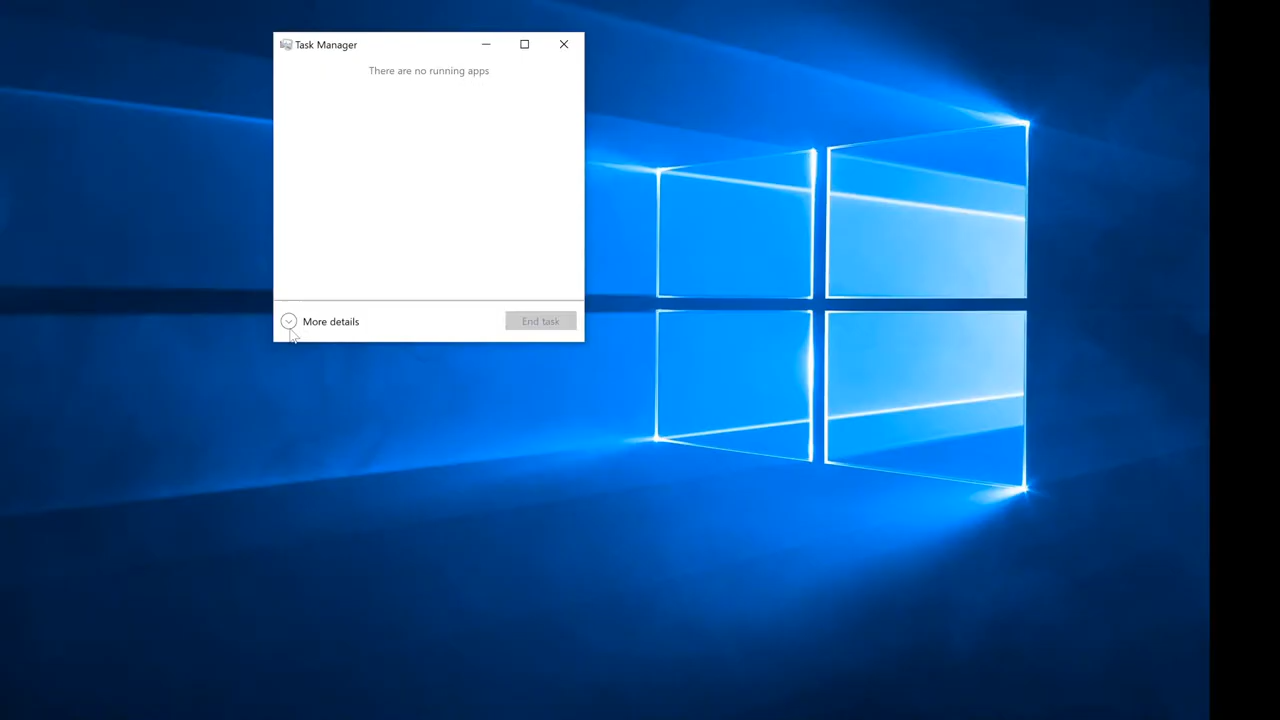 Task Manager
There are no running apps
More details
End task